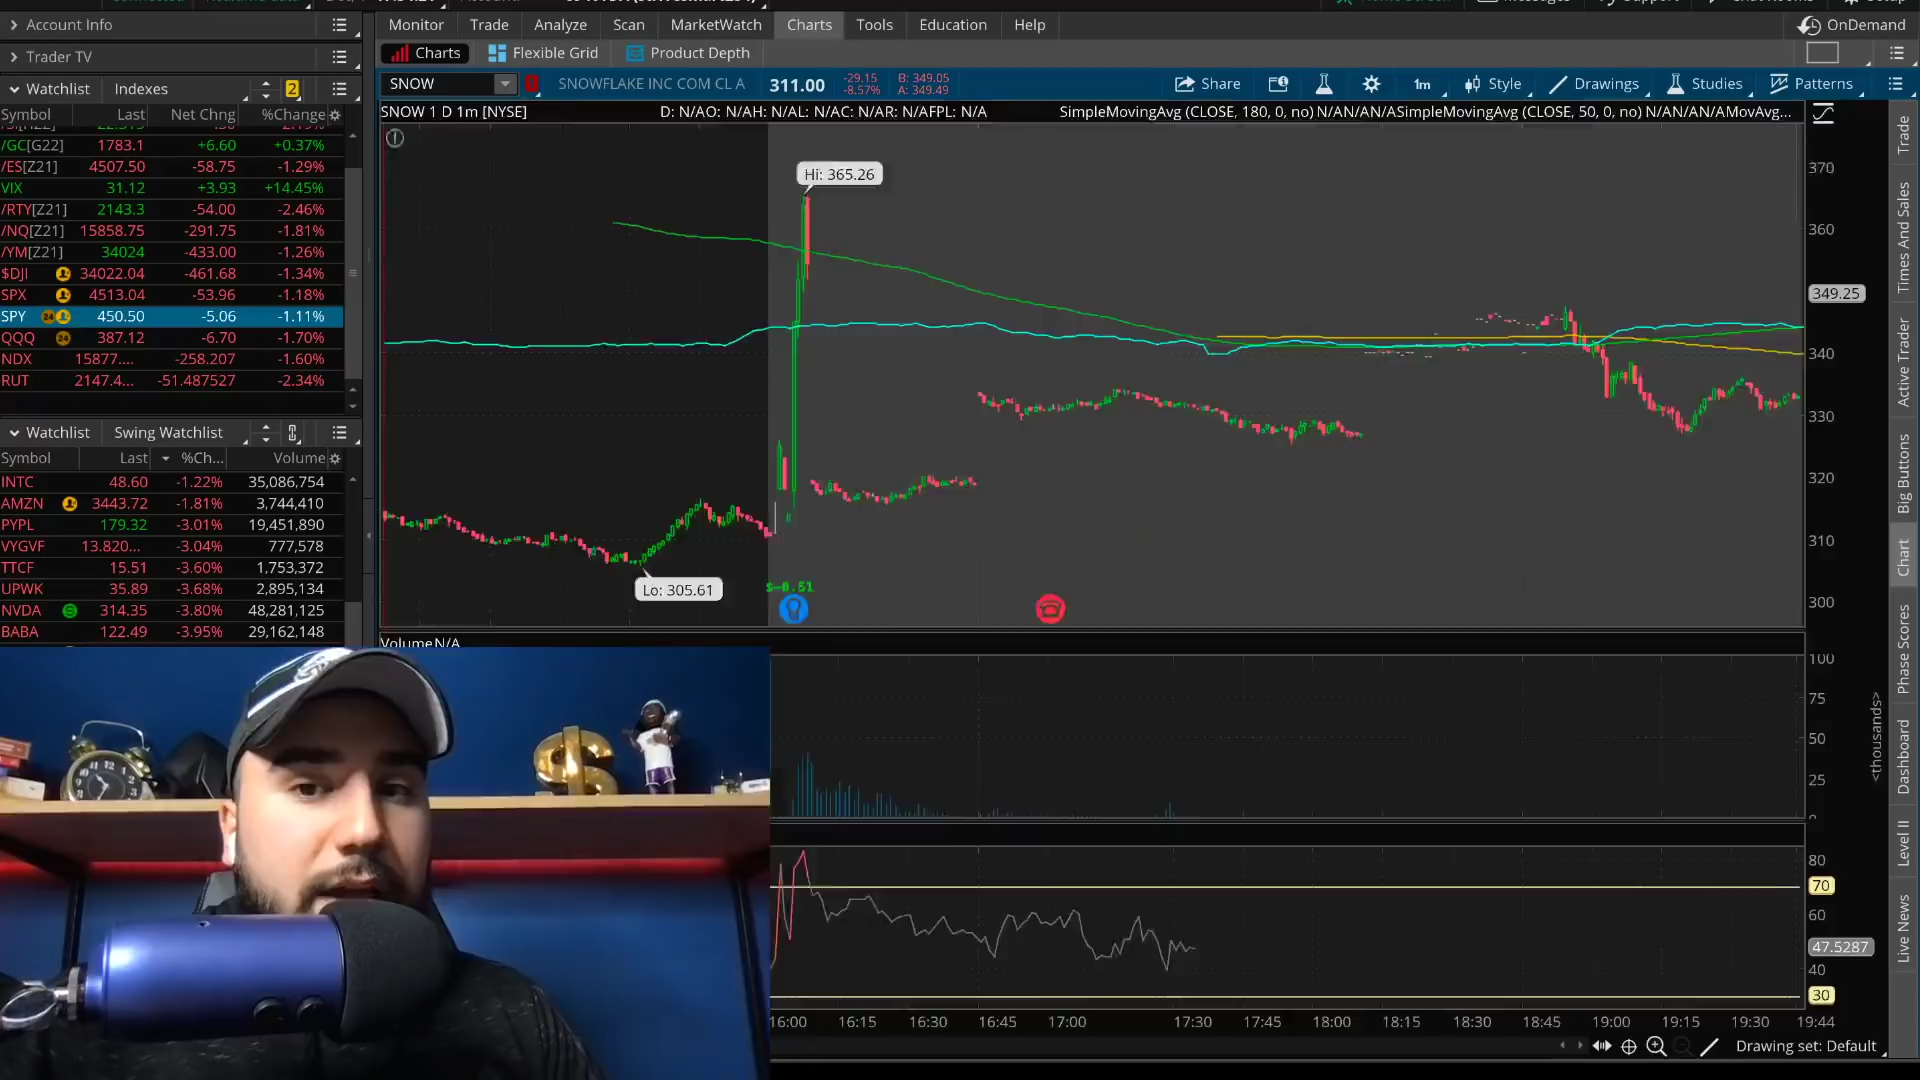 Account Info
Trader TV
Watchlist Indexes 2
Symbol Last Net Chng %Change
/GC[G22] 1783.1 +6.60 +0.37%
/ES[Z21] 4507.50 -58.75 -1.29%
VIX 31.12 +3.93 +14.45%
/RTY[Z21] 2143.3 -54.00 -2.46%
/NQ[Z21] 15858.75 -291.75 -1.81%
/YM[Z21] 34024 -433.00 -1.26%
$DJI 34022.04 -461.68 -1.34%
SPX 4513.04 -53.96 -1.18%
SPY 24 450.50 -5.06 -1.11%
QQQ 24 387.12 -6.70 -1.70%
NDX 15877.... -258.207 -1.60%
RUT 2147.4... -51.487527 -2.34%
Watchlist Swing Watchlist
Symbol Last %Ch... Volume
INTC 48.60 -1.22% 35,086,754
AMZN 3443.72 -1.81% 3,744,410
PYPL 179.32 -3.01% 19,451,890
VYGVF 13.820... -3.04% 777,578
TTCF 15.51 -3.60% 1,753,372
UPWK 35.89 -3.68% 2,895,134
NVDA 314.35 -3.80% 48,281,125
BABA 122.49 -3.95% 29,162,148
Monitor Trade Analyze Scan MarketWatch Charts Tools Education Help
OnDemand
Charts Flexible Grid Product Depth
SNOW SNOWFLAKE INC COM CL A 311.00 -29.15 B: 349.05
-8.57% A: 349.49
Share 1m Style Drawings Studies Patterns
SNOW 1 D 1m [NYSE] D: N/AO: N/AH: N/AL: N/AC: N/AR: N/AFPL: N/A SimpleMovingAvg (CLOSE, 180, 0, no) N/AN/AN/ASimpleMovingAvg (CLOSE, 50, 0, no) N/AN/AN/AMovAvg...
Hi: 365.26
Lo: 305.61
$-0.51
370
360
349.25
340
330
320
310
300
VolumeN/A
100
75
50
25
0
<thousands>
80
70
60
47.5287
40
30
16:00 16:15 16:30 16:45 17:00 17:30 17:45 18:00 18:15 18:30 18:45 19:00 19:15 19:30 19:44
Drawing set: Default
Trade
Times And Sales
Active Trader
Big Buttons
Chart
Phase Scores
Dashboard
Level II
Live News